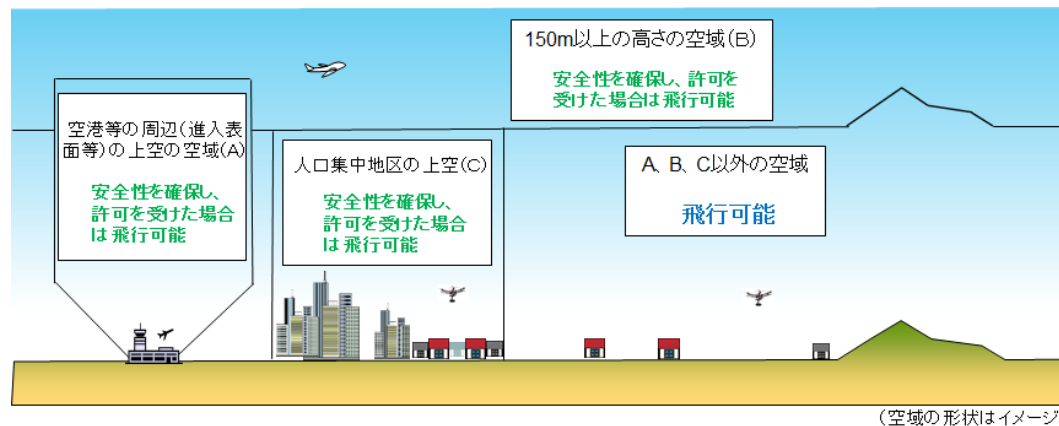 150m以上の高さの空域(B)
安全性を確保し、許可を
受けた場合は飛行可能
空港等の周辺(進入表
面等)の上空の空域(A)
安全性を確保し、
許可を受けた場合
は飛行可能
人口集中地区の上空(C)
安全性を確保し、
許可を受けた場合
は飛行可能
A、B、C以外の空域
飛行可能
(空域の形状はイメージ